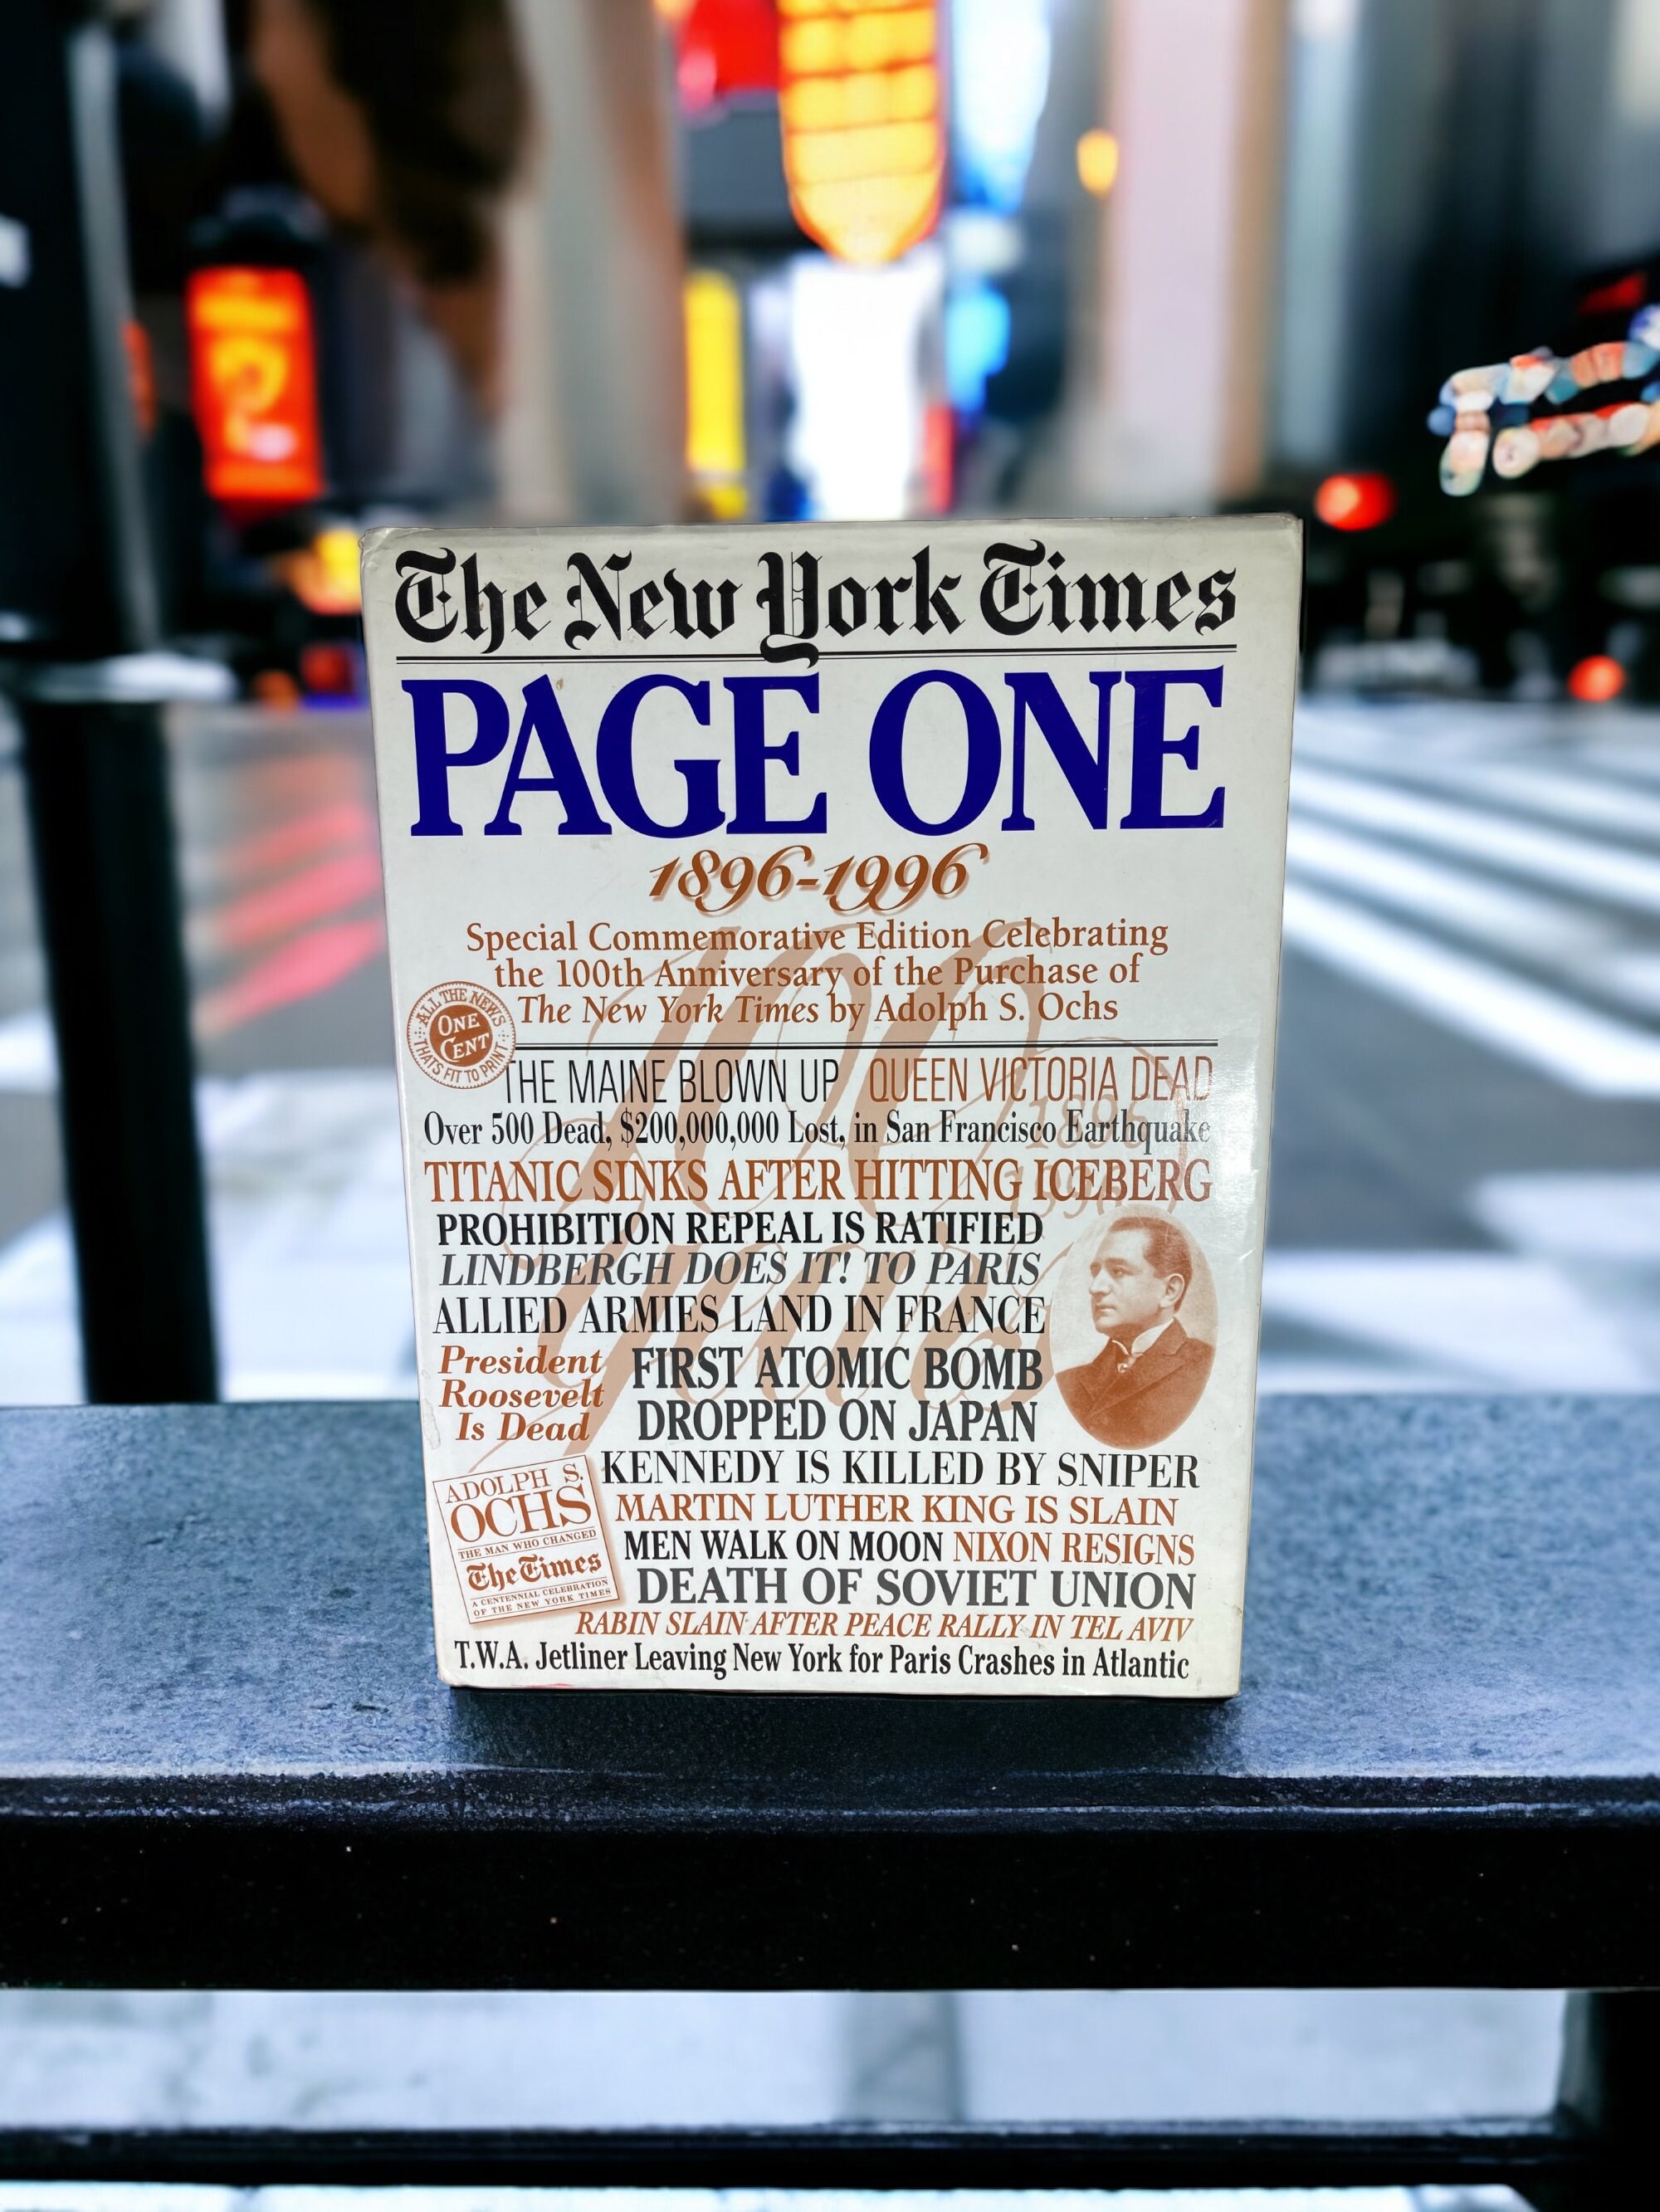 The New York Times
PAGE ONE
1896-1996
Special Commemorative Edition Celebrating
the 100th Anniversary of the Purchase of
The New York Times by Adolph S. Ochs
ALL THE NEWS
THAT'S FIT TO PRINT
ONE
CENT
THE MAINE BLOWN UP QUEEN VICTORIA DEAD
Over 500 Dead, $200,000,000 Lost, in San Francisco Earthquake
TITANIC SINKS AFTER HITTING ICEBERG
PROHIBITION REPEAL IS RATIFIED
LINDBERGH DOES IT! TO PARIS
ALLIED ARMIES LAND IN FRANCE
President
Roosevelt
Is Dead
FIRST ATOMIC BOMB
DROPPED ON JAPAN
KENNEDY IS KILLED BY SNIPER
MARTIN LUTHER KING IS SLAIN
MEN WALK ON MOON NIXON RESIGNS
DEATH OF SOVIET UNION
ADOLPH S.
OCHS
THE MAN WHO CHANGED
The Times
A CENTENNIAL CELEBRATION
OF THE NEW YORK TIMES
RABIN SLAIN AFTER PEACE RALLY IN TEL AVIV
T.W.A. Jetliner Leaving New York for Paris Crashes in Atlantic
100
Years